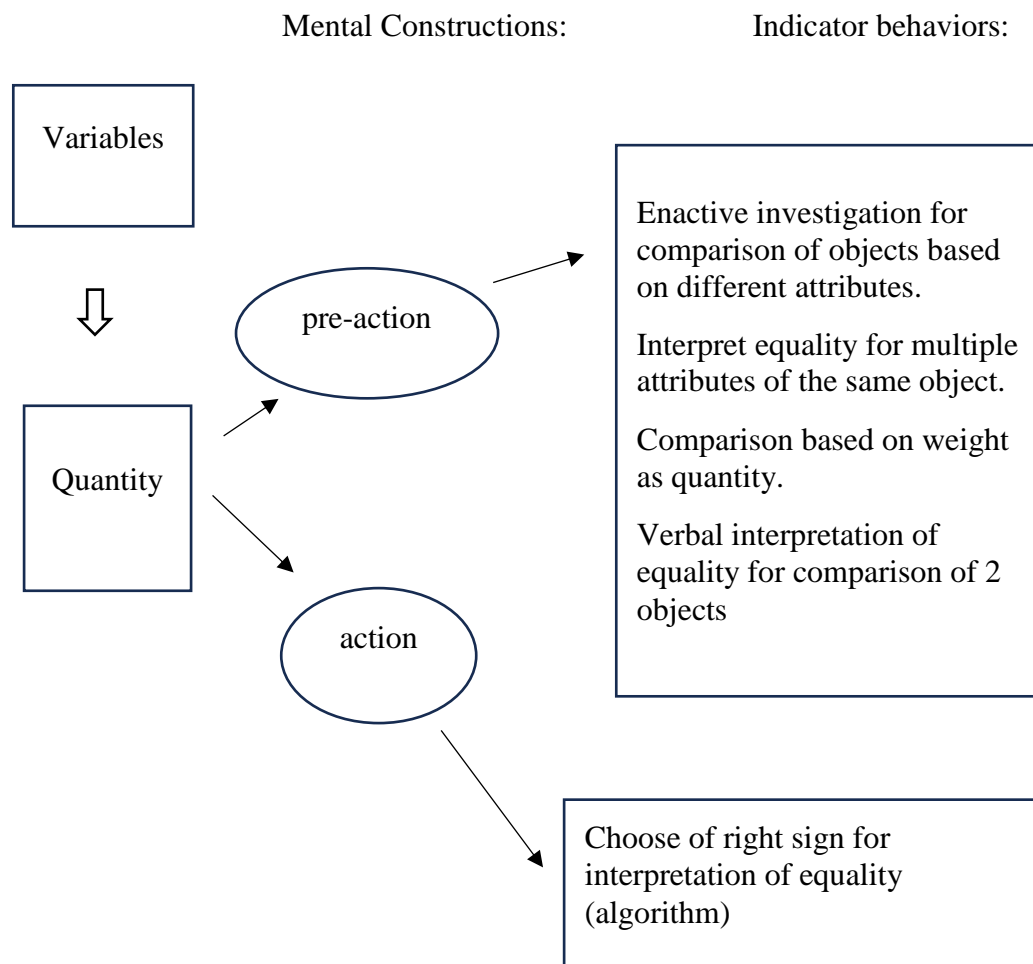 Mental Constructions:
Indicator behaviors:
Variables
Quantity
pre-action
action
Enactive investigation for
comparison of objects based
on different attributes.
Interpret equality for multiple
attributes of the same object.
Comparison based on weight
as quantity.
Verbal interpretation of
equality for comparison of 2
objects
Choose of right sign for
interpretation of equality
(algorithm)